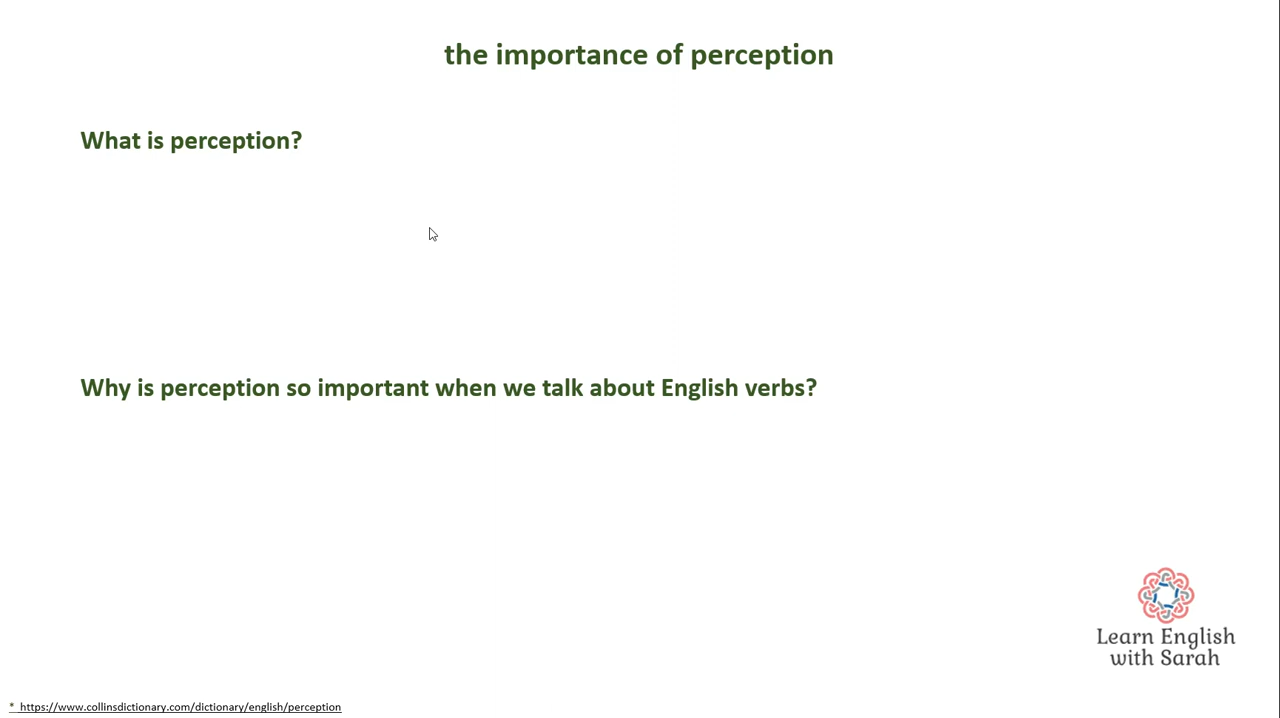 the importance of perception
What is perception?
Why is perception so important when we talk about English verbs?
Learn English
with Sarah
* https://www.collinsdictionary.com/dictionary/english/perception